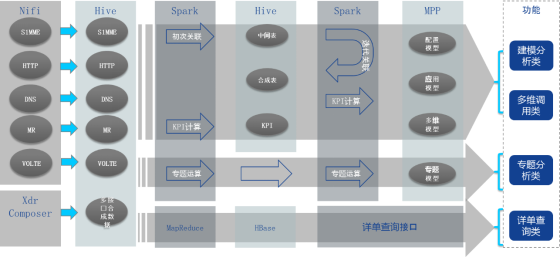 Nifi
Hive
Spark
Hive
Spark
MPP
功能
S1MME
S1MME
初次关联
中间表
迭代关联
配置
模型
建模分
析类
HTTP
HTTP
合成表
应用
模型
DNS
DNS
KPI计算
多维调
用类
MR
MR
KPI计算
KPI
多维
模型
VOLTE
VOLTE
专题运算
专题运算
专题
模型
专题分
析类
Xdr
Composer
多接
口合
成数
据
MapReduce
HBase
详单查询接口
详单查
询类